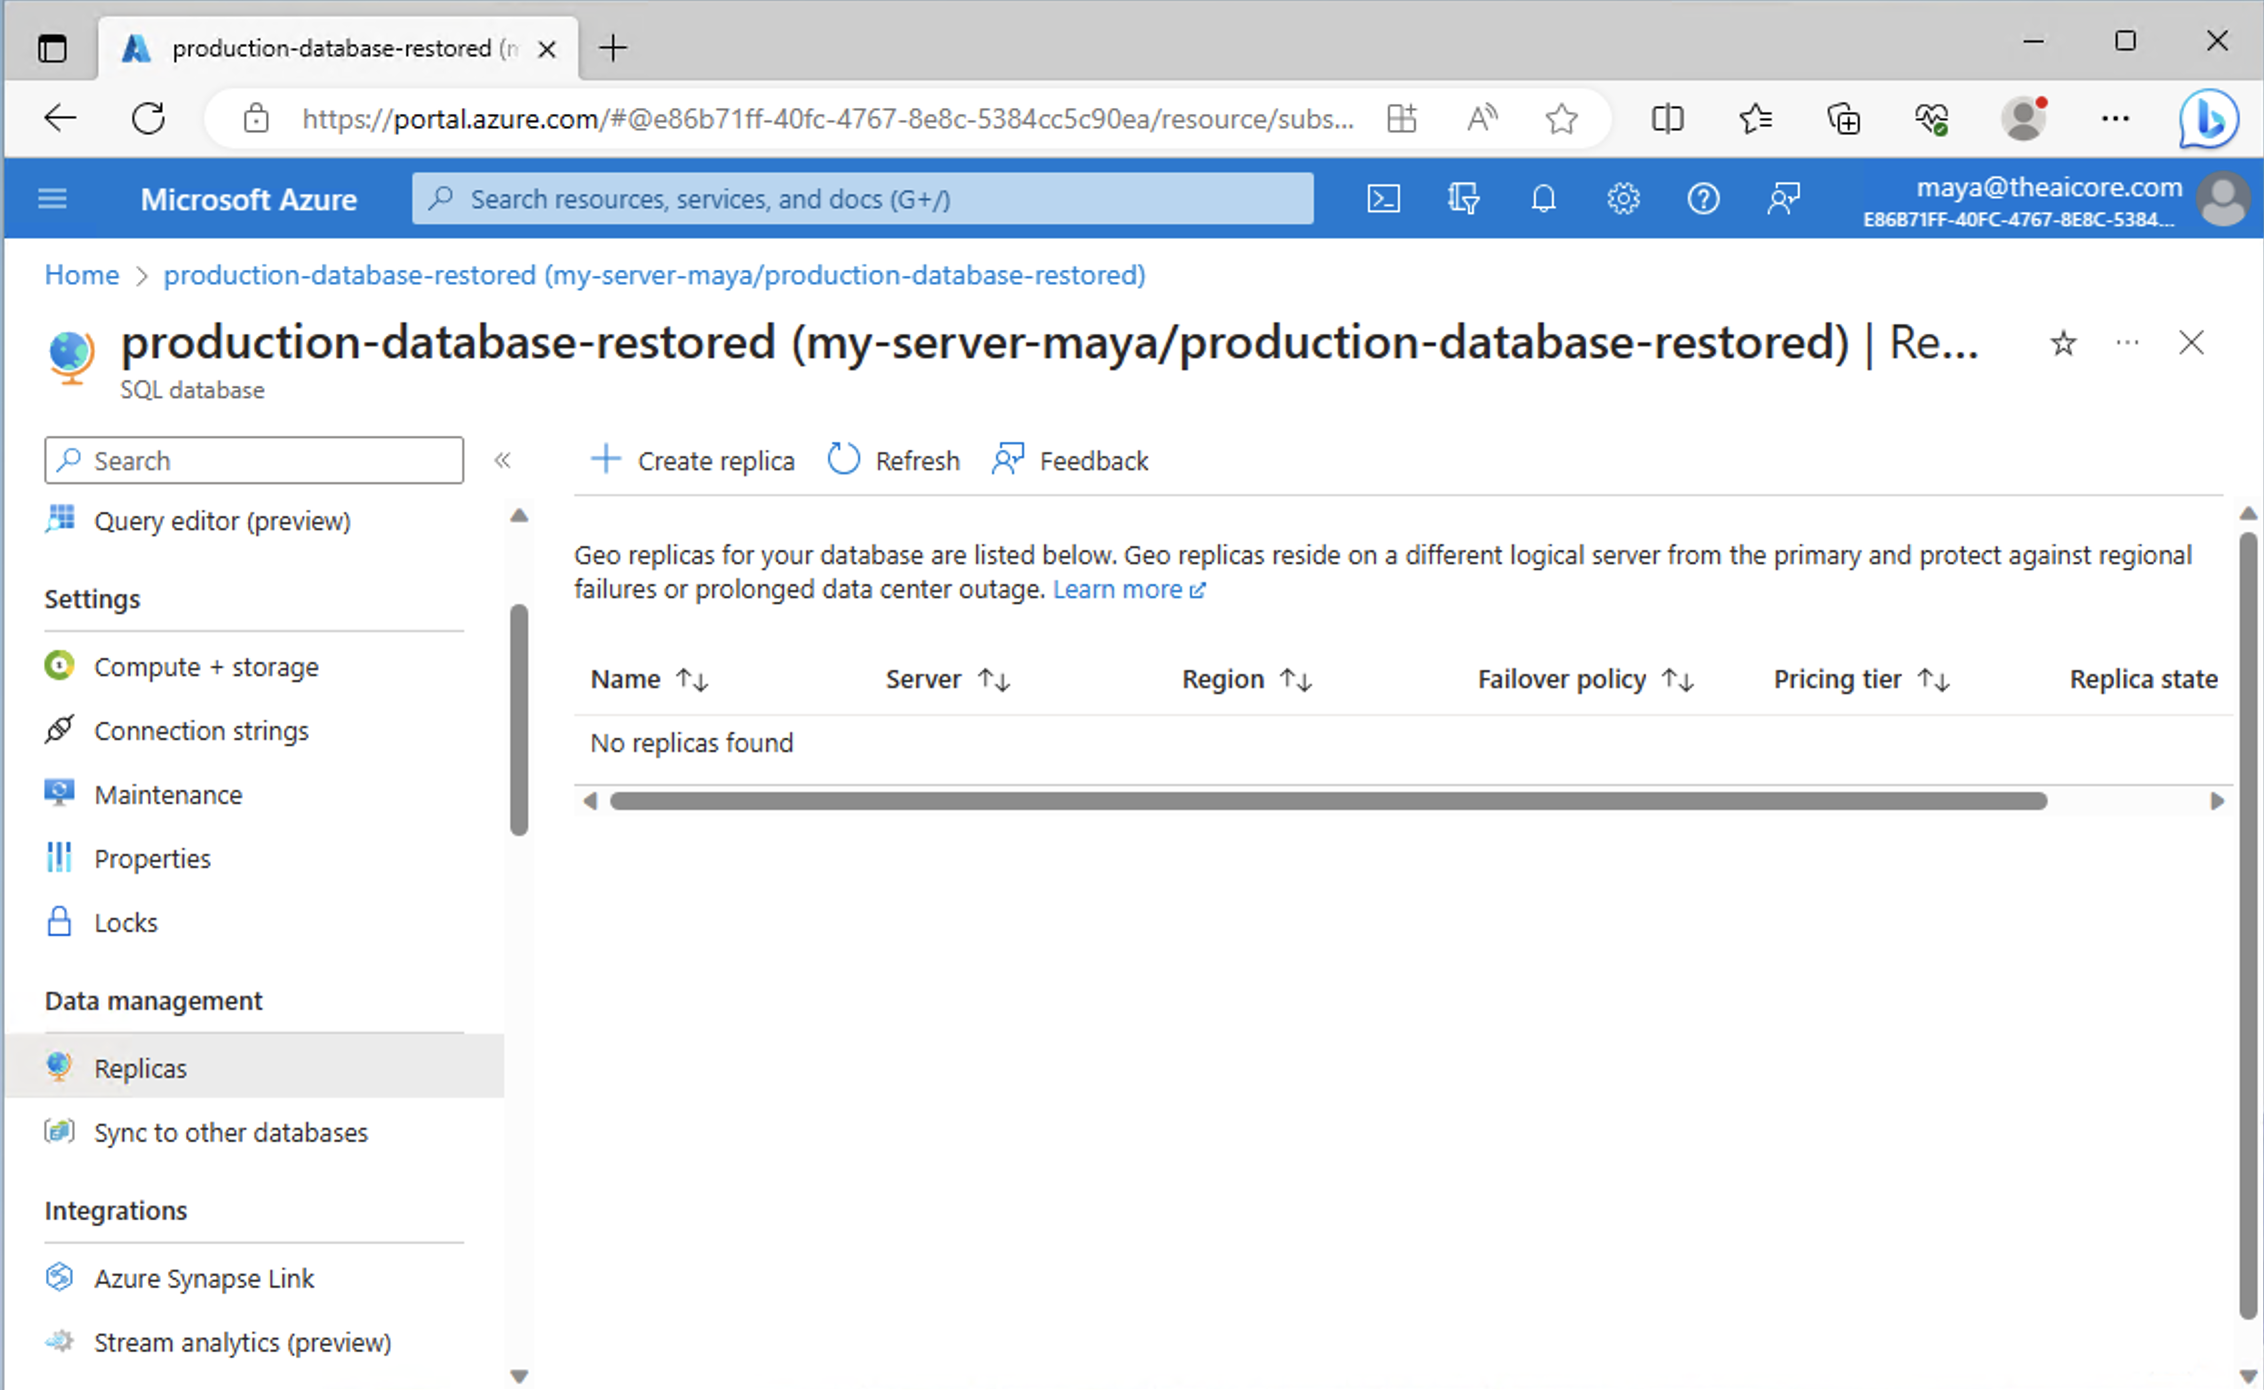 production-database-restored (n
https://portal.azure.com/#@e86b71ff-40fc-4767-8e8c-5384cc5c90ea/resource/subs...
Microsoft Azure
Search resources, services, and docs (G+/)
maya@theaicore.com
E86B71FF-40FC-4767-8E8C-5384...
Home > production-database-restored (my-server-maya/production-database-restored)
production-database-restored (my-server-maya/production-database-restored) | Re...
SQL database
Search
Create replica
Refresh
Feedback
Query editor (preview)
Settings
Compute + storage
Connection strings
Maintenance
Properties
Locks
Data management
Replicas
Sync to other databases
Integrations
Azure Synapse Link
Stream analytics (preview)
Geo replicas for your database are listed below. Geo replicas reside on a different logical server from the primary and protect against regional
failures or prolonged data center outage. Learn more
Name Server Region Failover policy Pricing tier Replica state
No replicas found